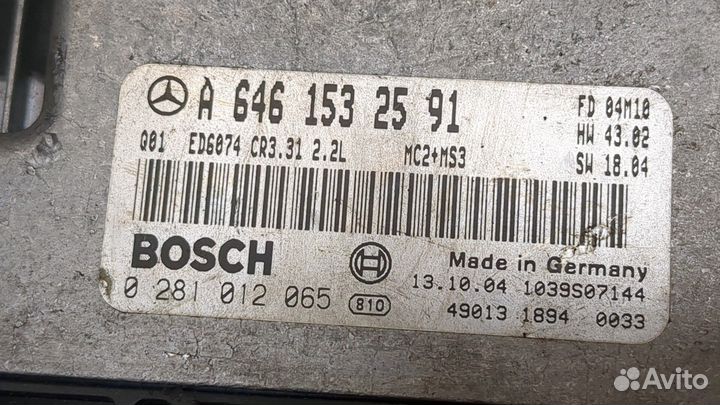 A 646 153 25 91
FD 04M10
HW 43.02
SW 18.04
Q01 ED6074 CR3.31 2.2L MC2+MS3
BOSCH
Made in Germany
0 281 012 065 810
13.10.04 1039S07144
49013 1894 0033
Avito